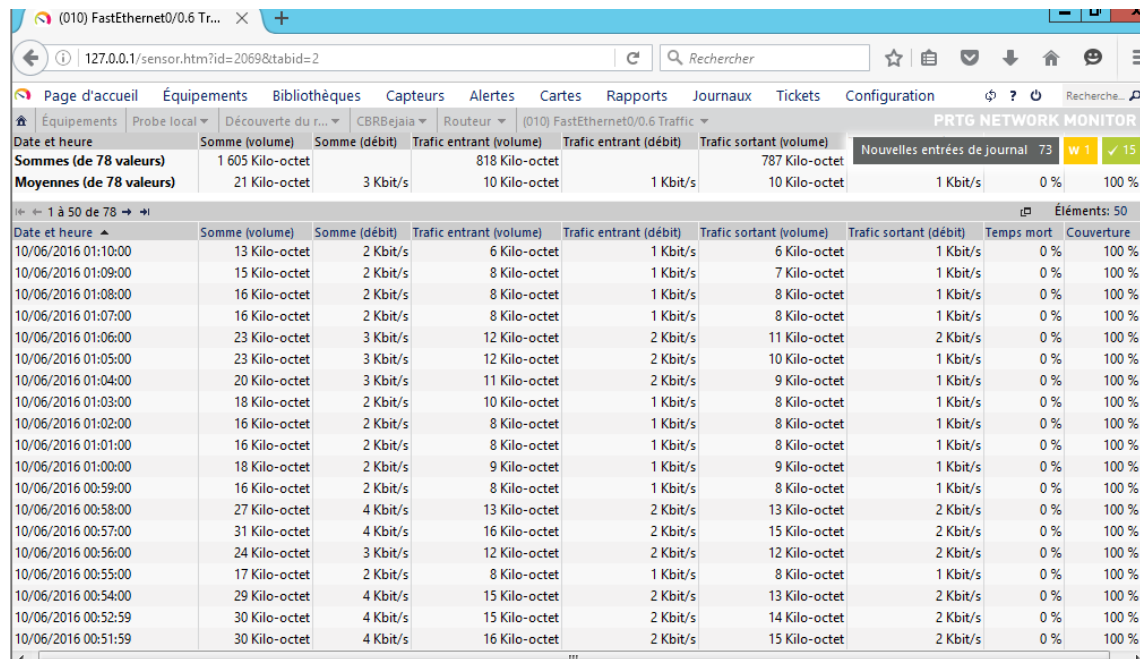 (010) FastEthernet0/0.6 Tr...
127.0.0.1/sensor.htm?id=2069&tabid=2 Rechercher
Page d'accueil Équipements Bibliothèques Capteurs Alertes Cartes Rapports Journaux Tickets Configuration ? Recherche...
Équipements Probe local Découverte du r... CBRBejaia Routeur (010) FastEthernet0/0.6 Traffic PRTG NETWORK MONITOR
Date et heure Somme (volume) Somme (débit) Trafic entrant (volume) Trafic entrant (débit) Trafic sortant (volume)
Nouvelles entrées de journal 73 W 1 15
Sommes (de 78 valeurs) 1 605 Kilo-octet 818 Kilo-octet 787 Kilo-octet
Moyennes (de 78 valeurs) 21 Kilo-octet 3 Kbit/s 10 Kilo-octet 1 Kbit/s 10 Kilo-octet 1 Kbit/s 0 % 100 %
1 à 50 de 78 Éléments: 50
Date et heure Somme (volume) Somme (débit) Trafic entrant (volume) Trafic entrant (débit) Trafic sortant (volume) Trafic sortant (débit) Temps mort Couverture
10/06/2016 01:10:00 13 Kilo-octet 2 Kbit/s 6 Kilo-octet 1 Kbit/s 6 Kilo-octet 1 Kbit/s 0 % 100 %
10/06/2016 01:09:00 15 Kilo-octet 2 Kbit/s 8 Kilo-octet 1 Kbit/s 7 Kilo-octet 1 Kbit/s 0 % 100 %
10/06/2016 01:08:00 16 Kilo-octet 2 Kbit/s 8 Kilo-octet 1 Kbit/s 8 Kilo-octet 1 Kbit/s 0 % 100 %
10/06/2016 01:07:00 16 Kilo-octet 2 Kbit/s 8 Kilo-octet 1 Kbit/s 8 Kilo-octet 1 Kbit/s 0 % 100 %
10/06/2016 01:06:00 23 Kilo-octet 3 Kbit/s 12 Kilo-octet 2 Kbit/s 11 Kilo-octet 2 Kbit/s 0 % 100 %
10/06/2016 01:05:00 23 Kilo-octet 3 Kbit/s 12 Kilo-octet 2 Kbit/s 10 Kilo-octet 1 Kbit/s 0 % 100 %
10/06/2016 01:04:00 20 Kilo-octet 3 Kbit/s 11 Kilo-octet 2 Kbit/s 9 Kilo-octet 1 Kbit/s 0 % 100 %
10/06/2016 01:03:00 18 Kilo-octet 2 Kbit/s 10 Kilo-octet 1 Kbit/s 8 Kilo-octet 1 Kbit/s 0 % 100 %
10/06/2016 01:02:00 16 Kilo-octet 2 Kbit/s 8 Kilo-octet 1 Kbit/s 8 Kilo-octet 1 Kbit/s 0 % 100 %
10/06/2016 01:01:00 16 Kilo-octet 2 Kbit/s 8 Kilo-octet 1 Kbit/s 8 Kilo-octet 1 Kbit/s 0 % 100 %
10/06/2016 01:00:00 18 Kilo-octet 2 Kbit/s 9 Kilo-octet 1 Kbit/s 9 Kilo-octet 1 Kbit/s 0 % 100 %
10/06/2016 00:59:00 16 Kilo-octet 2 Kbit/s 8 Kilo-octet 1 Kbit/s 8 Kilo-octet 1 Kbit/s 0 % 100 %
10/06/2016 00:58:00 27 Kilo-octet 4 Kbit/s 13 Kilo-octet 2 Kbit/s 13 Kilo-octet 2 Kbit/s 0 % 100 %
10/06/2016 00:57:00 31 Kilo-octet 4 Kbit/s 16 Kilo-octet 2 Kbit/s 15 Kilo-octet 2 Kbit/s 0 % 100 %
10/06/2016 00:56:00 24 Kilo-octet 3 Kbit/s 12 Kilo-octet 2 Kbit/s 12 Kilo-octet 2 Kbit/s 0 % 100 %
10/06/2016 00:55:00 17 Kilo-octet 2 Kbit/s 8 Kilo-octet 1 Kbit/s 8 Kilo-octet 1 Kbit/s 0 % 100 %
10/06/2016 00:54:00 29 Kilo-octet 4 Kbit/s 15 Kilo-octet 2 Kbit/s 13 Kilo-octet 2 Kbit/s 0 % 100 %
10/06/2016 00:52:59 30 Kilo-octet 4 Kbit/s 15 Kilo-octet 2 Kbit/s 14 Kilo-octet 2 Kbit/s 0 % 100 %
10/06/2016 00:51:59 30 Kilo-octet 4 Kbit/s 16 Kilo-octet 2 Kbit/s 15 Kilo-octet 2 Kbit/s 0 % 100 %